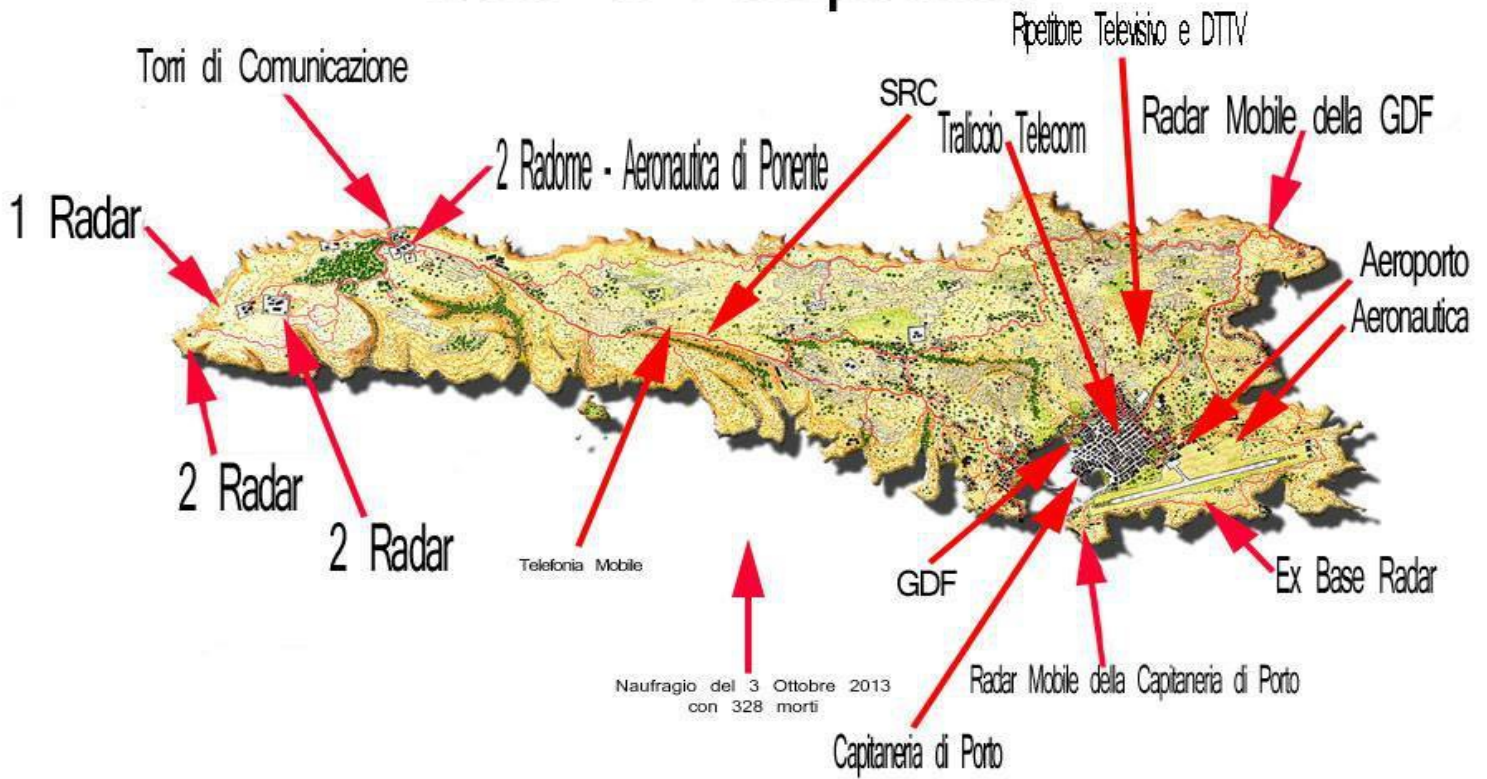 Ripetitore Televisivo e DTTV
Torri di Comunicazione
SRC
Traliccio Telecom
Radar Mobile della GDF
2 Radome - Aeronautica di Ponente
1 Radar
Aeroporto
Aeronautica
2 Radar
2 Radar
Telefonia Mobile
GDF
Ex Base Radar
Naufragio del 3 Ottobre 2013
con 328 morti
Radar Mobile della Capitaneria di Porto
Capitaneria di Porto